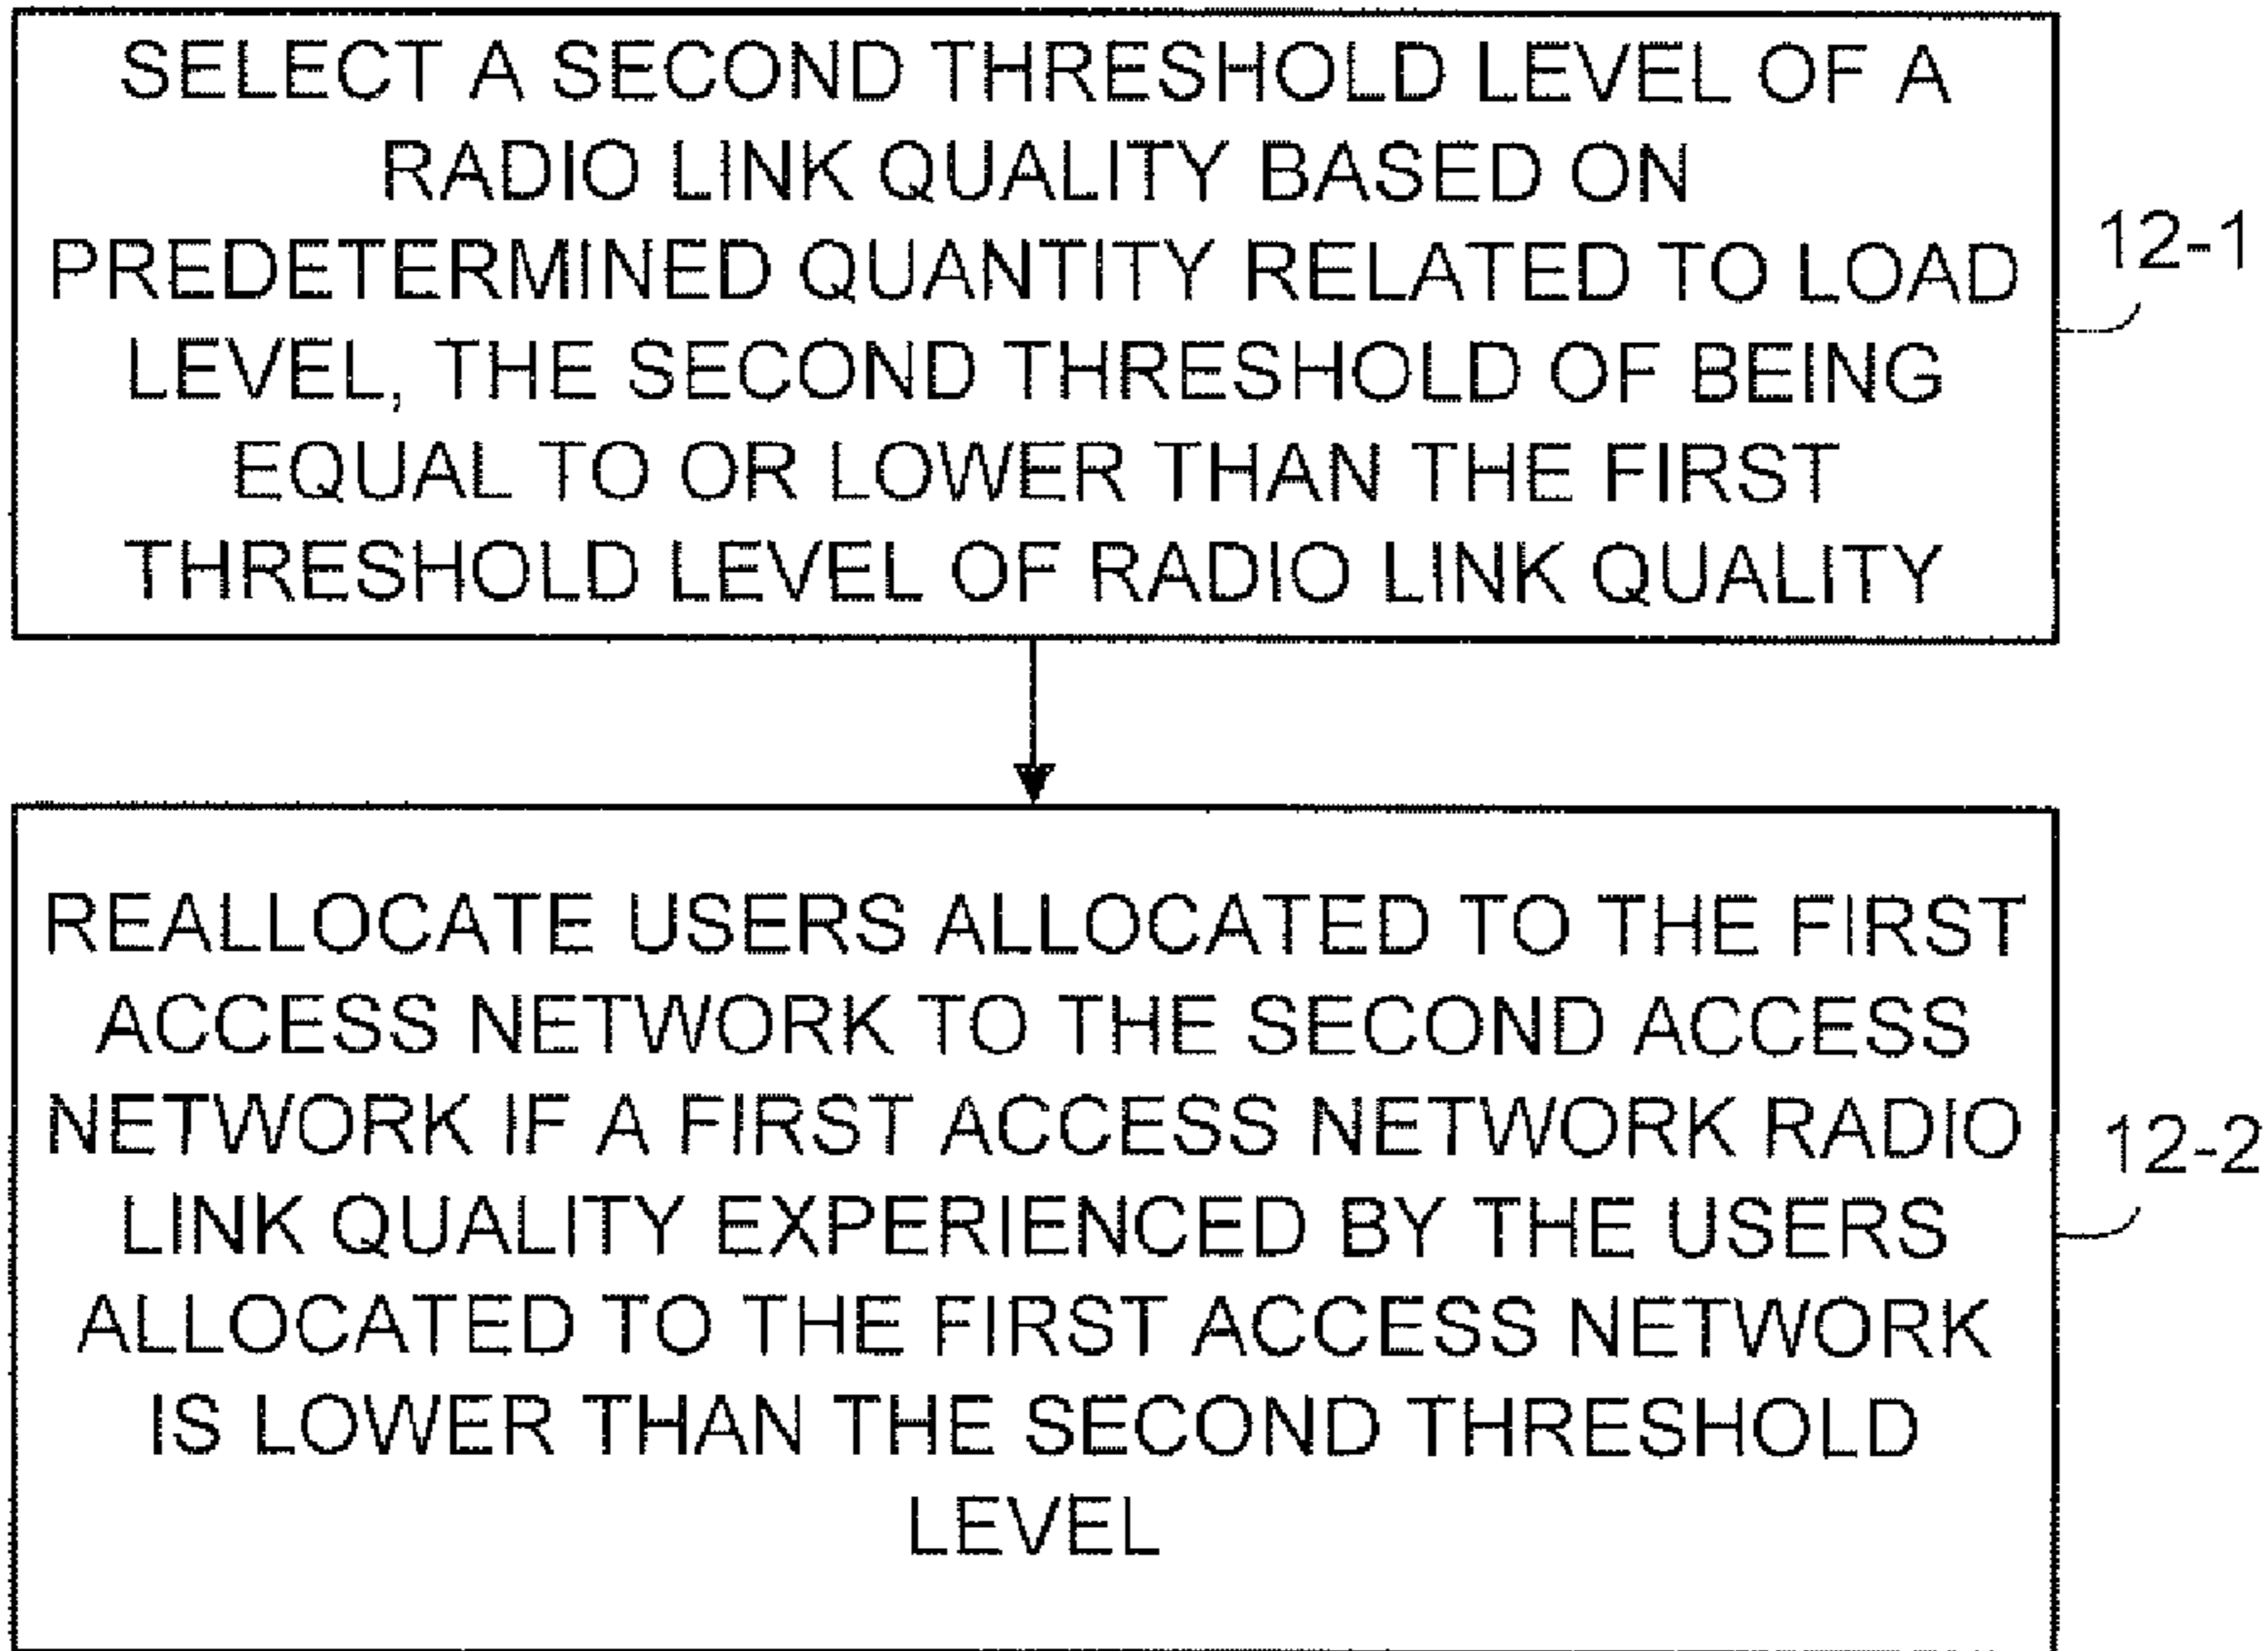 SELECT A SECOND THRESHOLD LEVEL OF A
RADIO LINK QUALITY BASED ON
PREDETERMINED QUANTITY RELATED TO LOAD
LEVEL, THE SECOND THRESHOLD OF BEING
EQUAL TO OR LOWER THAN THE FIRST
THRESHOLD LEVEL OF RADIO LINK QUALITY
12-1
REALLOCATE USERS ALLOCATED TO THE FIRST
ACCESS NETWORK TO THE SECOND ACCESS
NETWORK IF A FIRST ACCESS NETWORK RADIO
LINK QUALITY EXPERIENCED BY THE USERS
ALLOCATED TO THE FIRST ACCESS NETWORK
IS LOWER THAN THE SECOND THRESHOLD
LEVEL
12-2